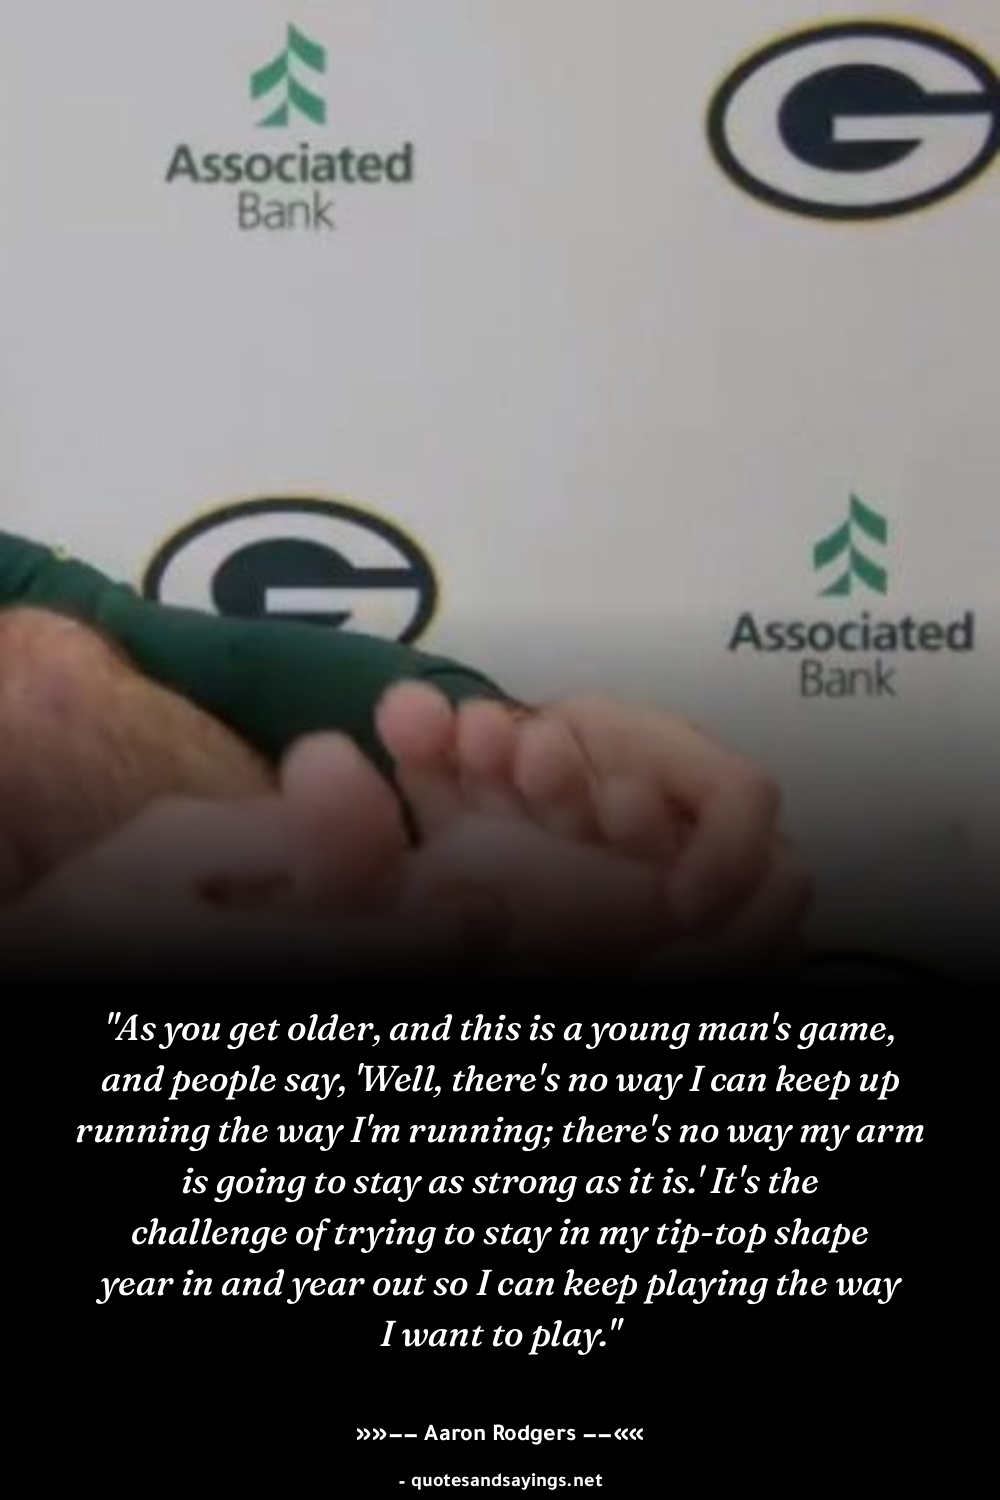 Associated
Bank
G
G
Associated
Bank
"As you get older, and this is a young man's game,
and people say, 'Well, there's no way I can keep up
running the way I'm running; there's no way my arm
is going to stay as strong as it is.' It's the
challenge of trying to stay in my tip-top shape
year in and year out so I can keep playing the way
I want to play."
»»−− Aaron Rodgers −−««
- quotesandsayings.net